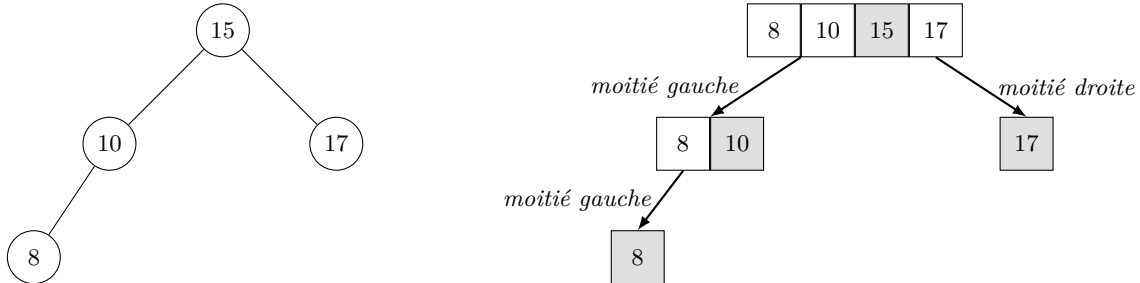 15
10
17
8
8 10 15 17
moitié gauche
moitié droite
8 10
17
moitié gauche
8